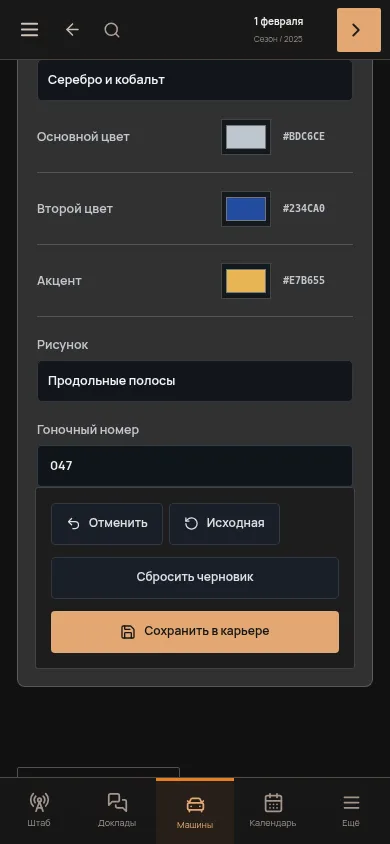 1 февраля
Сезон / 2025
Серебро и кобальт
Основной цвет
#BDC6CE
Второй цвет
#234CA0
Акцент
#E7B655
Рисунок
Продольные полосы
Гоночный номер
047
Отменить
Исходная
Сбросить черновик
Сохранить в карьере
Штаб
Доклады
Машины
Календарь
Ещё